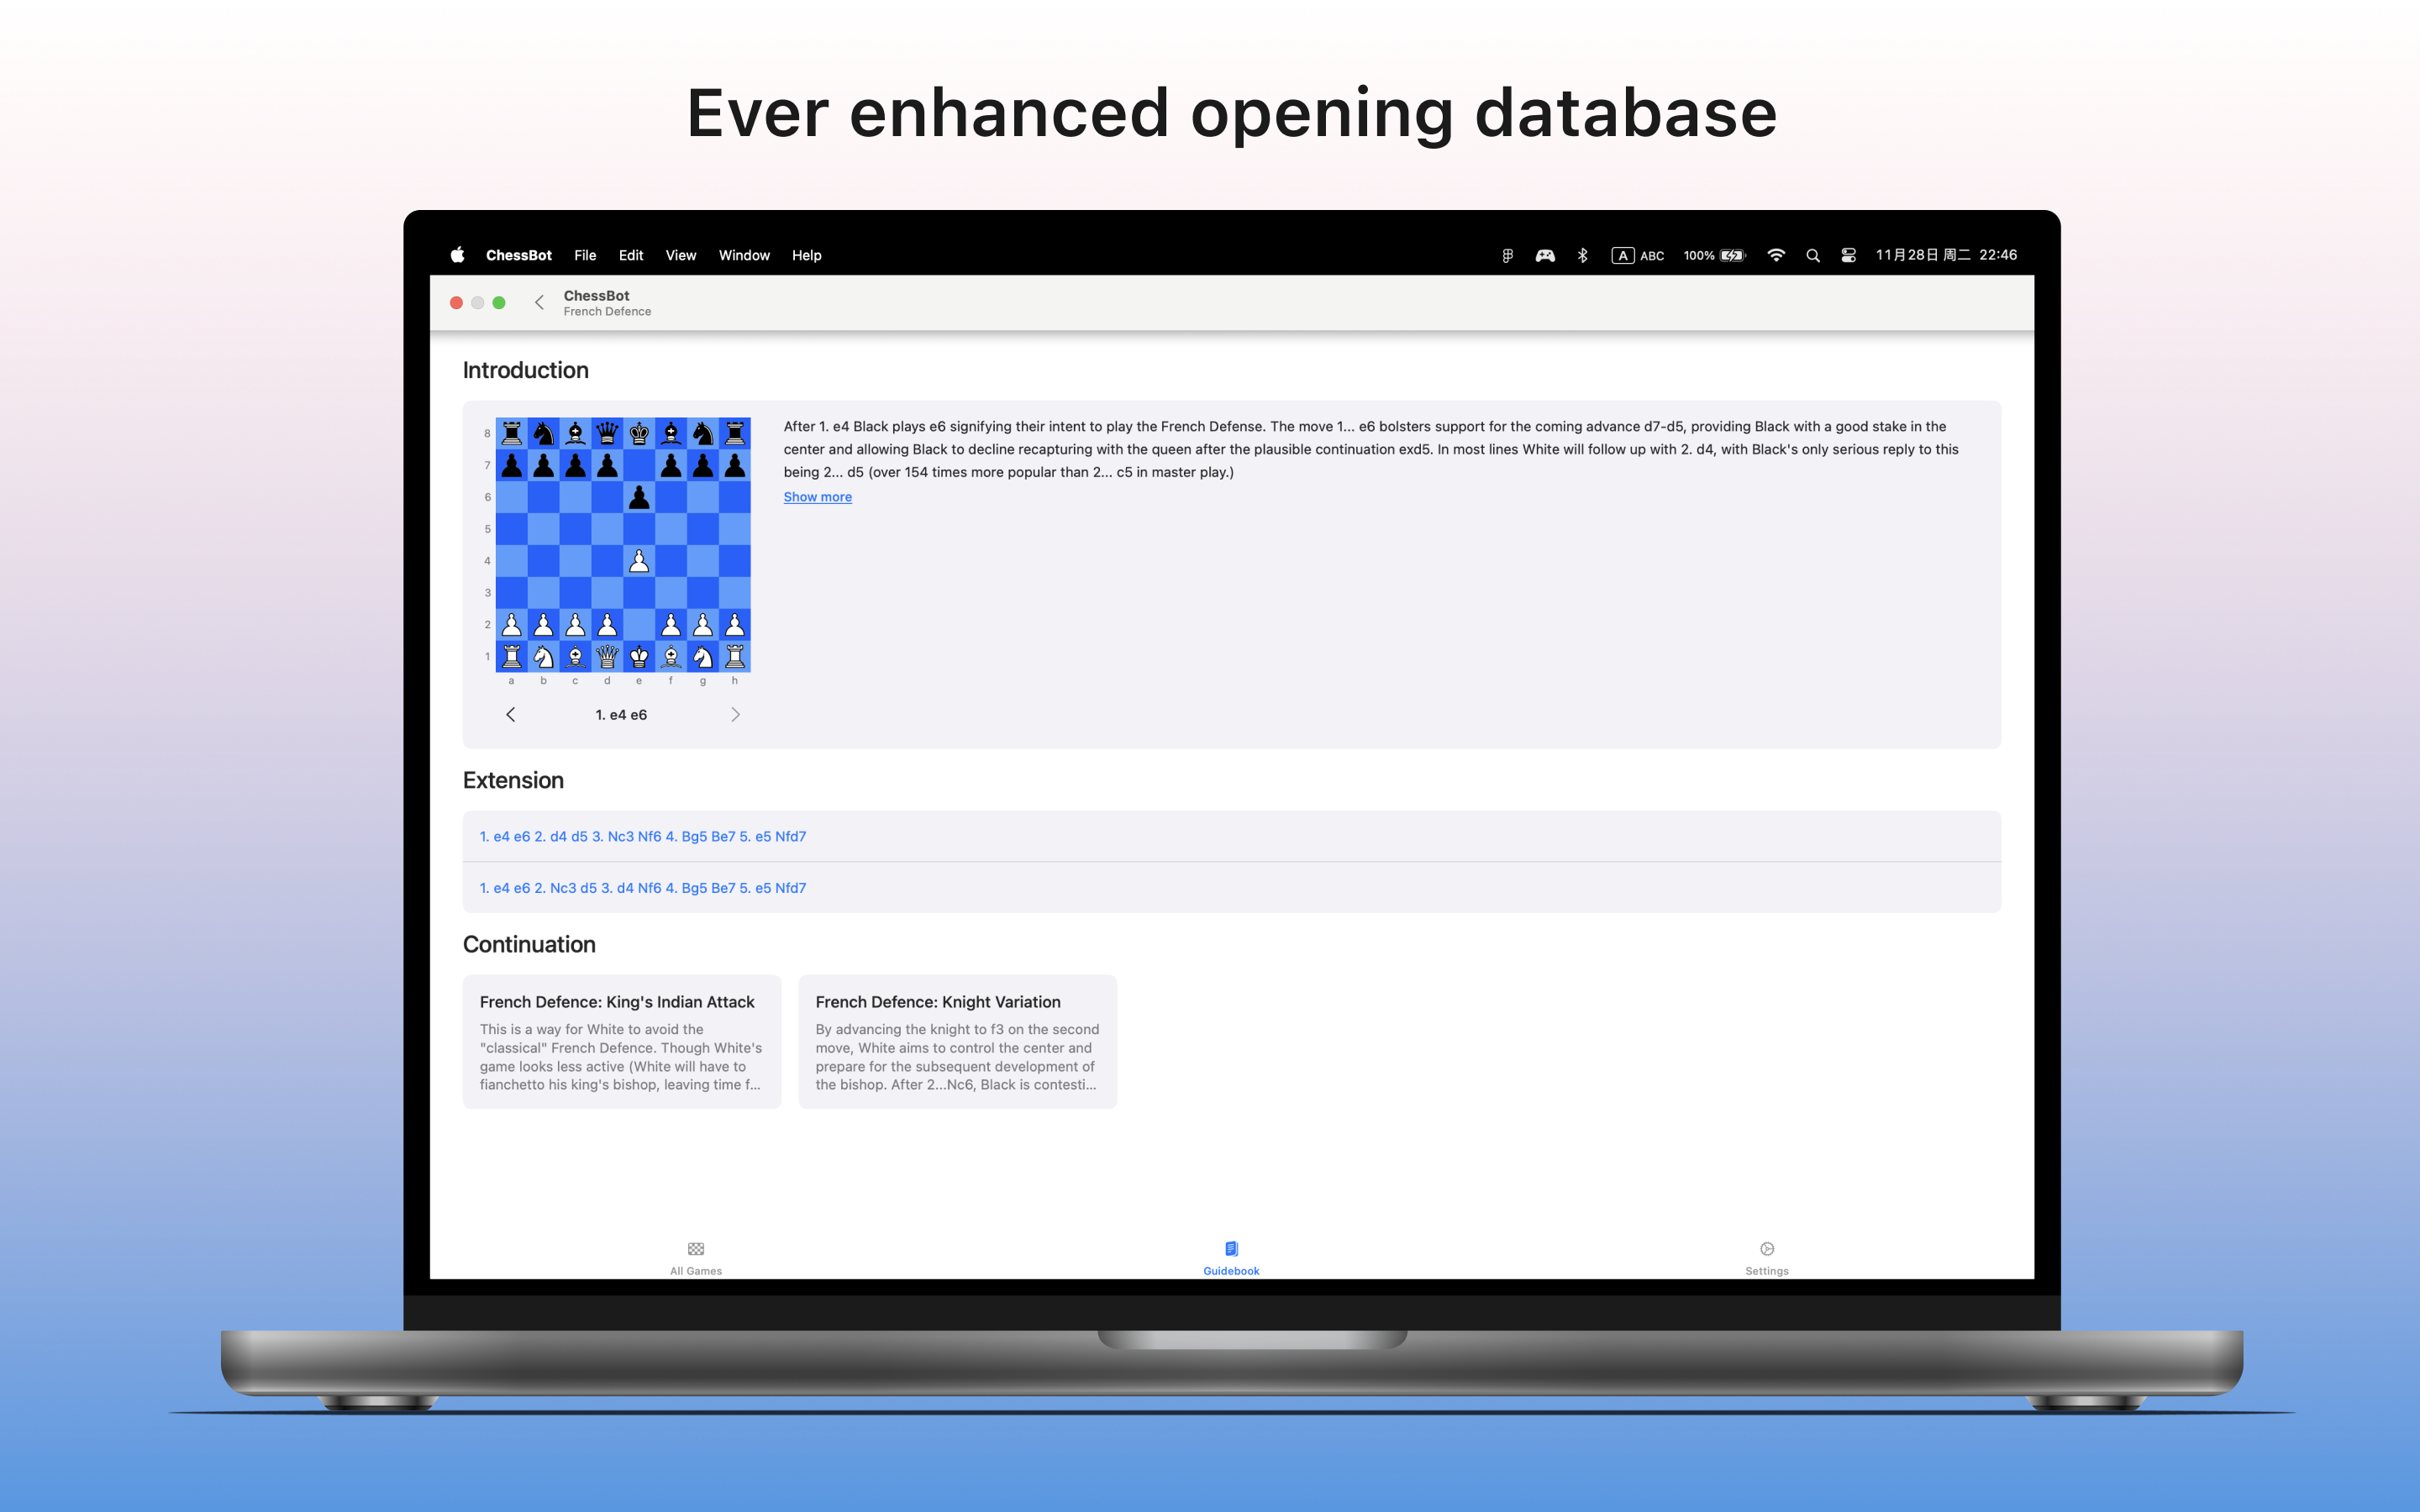 Ever enhanced opening database
ChessBot File Edit View Window Help A ABC 100% 11月28日 周二 22:46
ChessBot
French Defence
Introduction
8
7
6
5
4
3
2
1
a b c d e f g h
1. e4 e6
After 1. e4 Black plays e6 signifying their intent to play the French Defense. The move 1... e6 bolsters support for the coming advance d7-d5, providing Black with a good stake in the
center and allowing Black to decline recapturing with the queen after the plausible continuation exd5. In most lines White will follow up with 2. d4, with Black's only serious reply to this
being 2... d5 (over 154 times more popular than 2... c5 in master play.)
Show more
Extension
1. e4 e6 2. d4 d5 3. Nc3 Nf6 4. Bg5 Be7 5. e5 Nfd7
1. e4 e6 2. Nc3 d5 3. d4 Nf6 4. Bg5 Be7 5. e5 Nfd7
Continuation
French Defence: King's Indian Attack
This is a way for White to avoid the
"classical" French Defence. Though White's
game looks less active (White will have to
fianchetto his king's bishop, leaving time f...
French Defence: Knight Variation
By advancing the knight to f3 on the second
move, White aims to control the center and
prepare for the subsequent development of
the bishop. After 2...Nc6, Black is contesti...
All Games Guidebook Settings